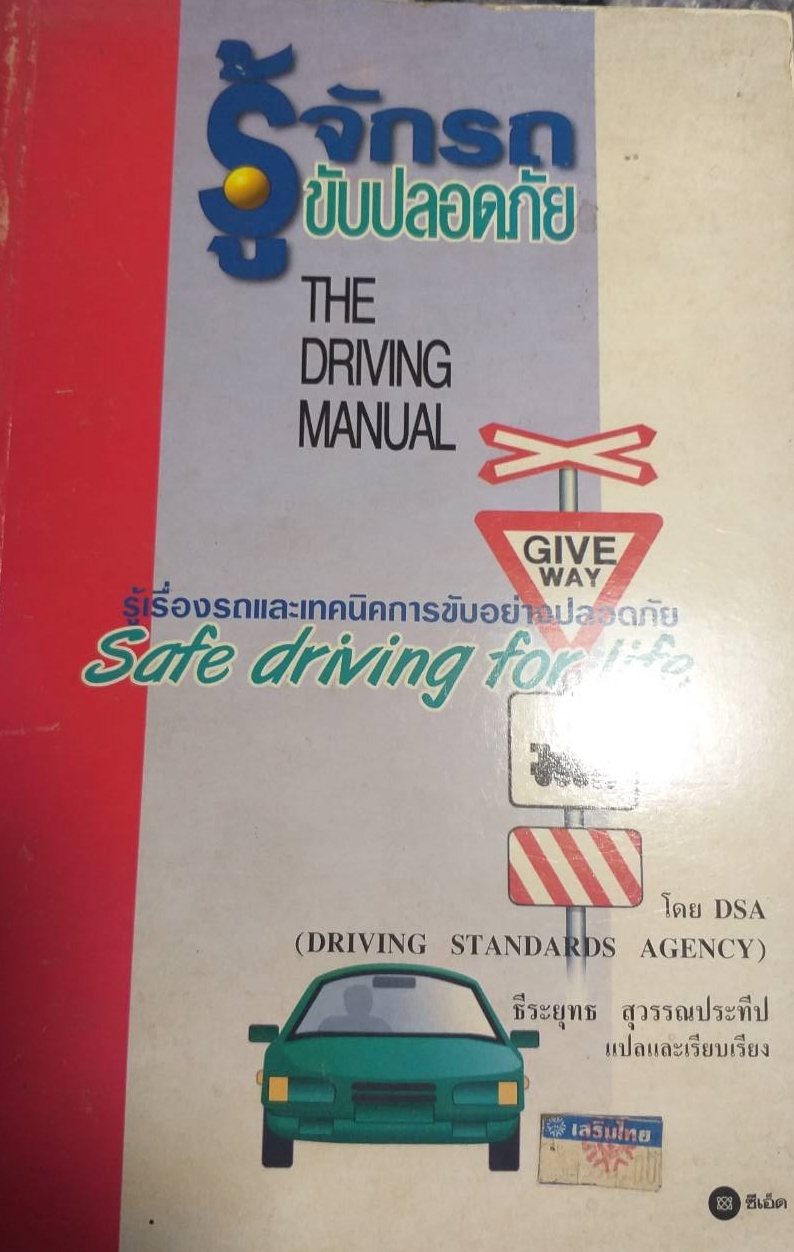 รู้จักรถ
ขับปลอดภัย
THE
DRIVING
MANUAL
GIVE
WAY
รู้เรื่องรถและเทคนิคการขับอย่างปลอดภัย
Safe driving for life
โดย DSA
(DRIVING STANDARDS AGENCY)
ธีระยุทธ สุวรรณประทีป
แปลและเรียบเรียง
เสริมไทย
ซีเอ็ด